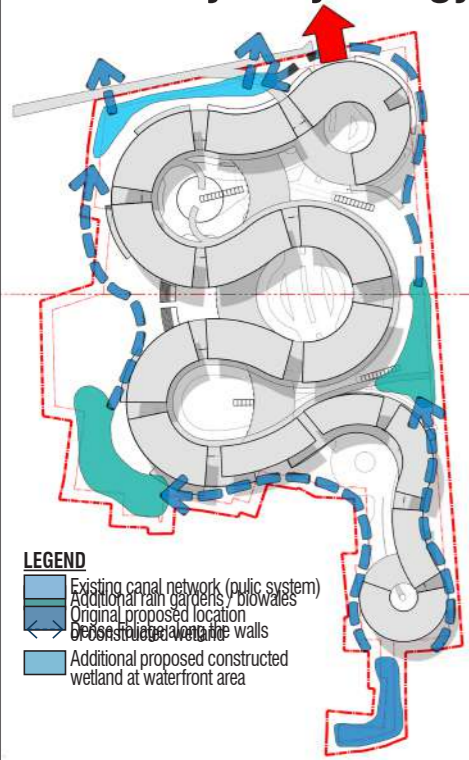 LEGEND
Existing canal network (pulic system)
Additional rain gardens / biowales
Original proposed location
of constructed wetland
Dense foliage along the walls
Additional proposed constructed
wetland at waterfront area